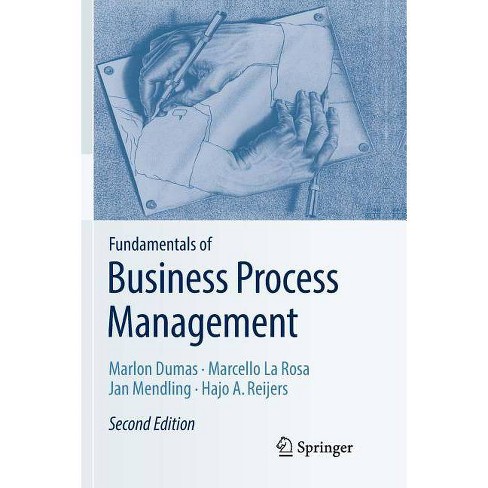 Fundamentals of
Business Process
Management
Marlon Dumas · Marcello La Rosa
Jan Mendling · Hajo A. Reijers
Second Edition
Springer